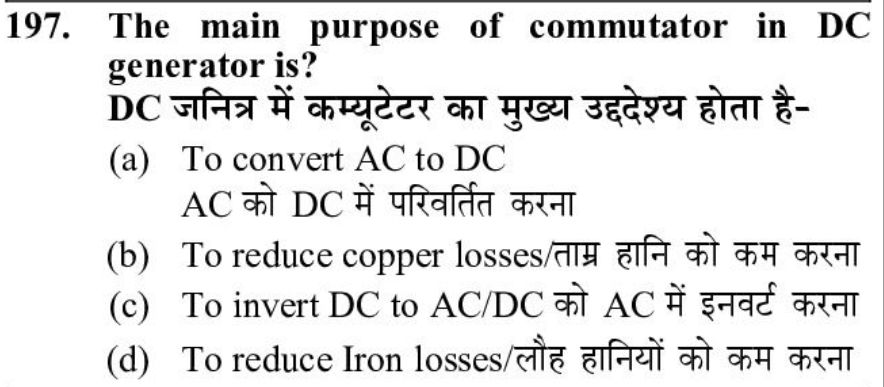 197. The main purpose of commutator in DC
generator is?
DC जनित्र में कम्यूटेटर का मुख्य उद्ददेश्य होता है-
(a) To convert AC to DC
AC को DC में परिवर्तित करना
(b) To reduce copper losses/ताम्र हानि को कम करना
(c) To invert DC to AC/DC को AC में इनवर्ट करना
(d) To reduce Iron losses/लौह हानियों को कम करना